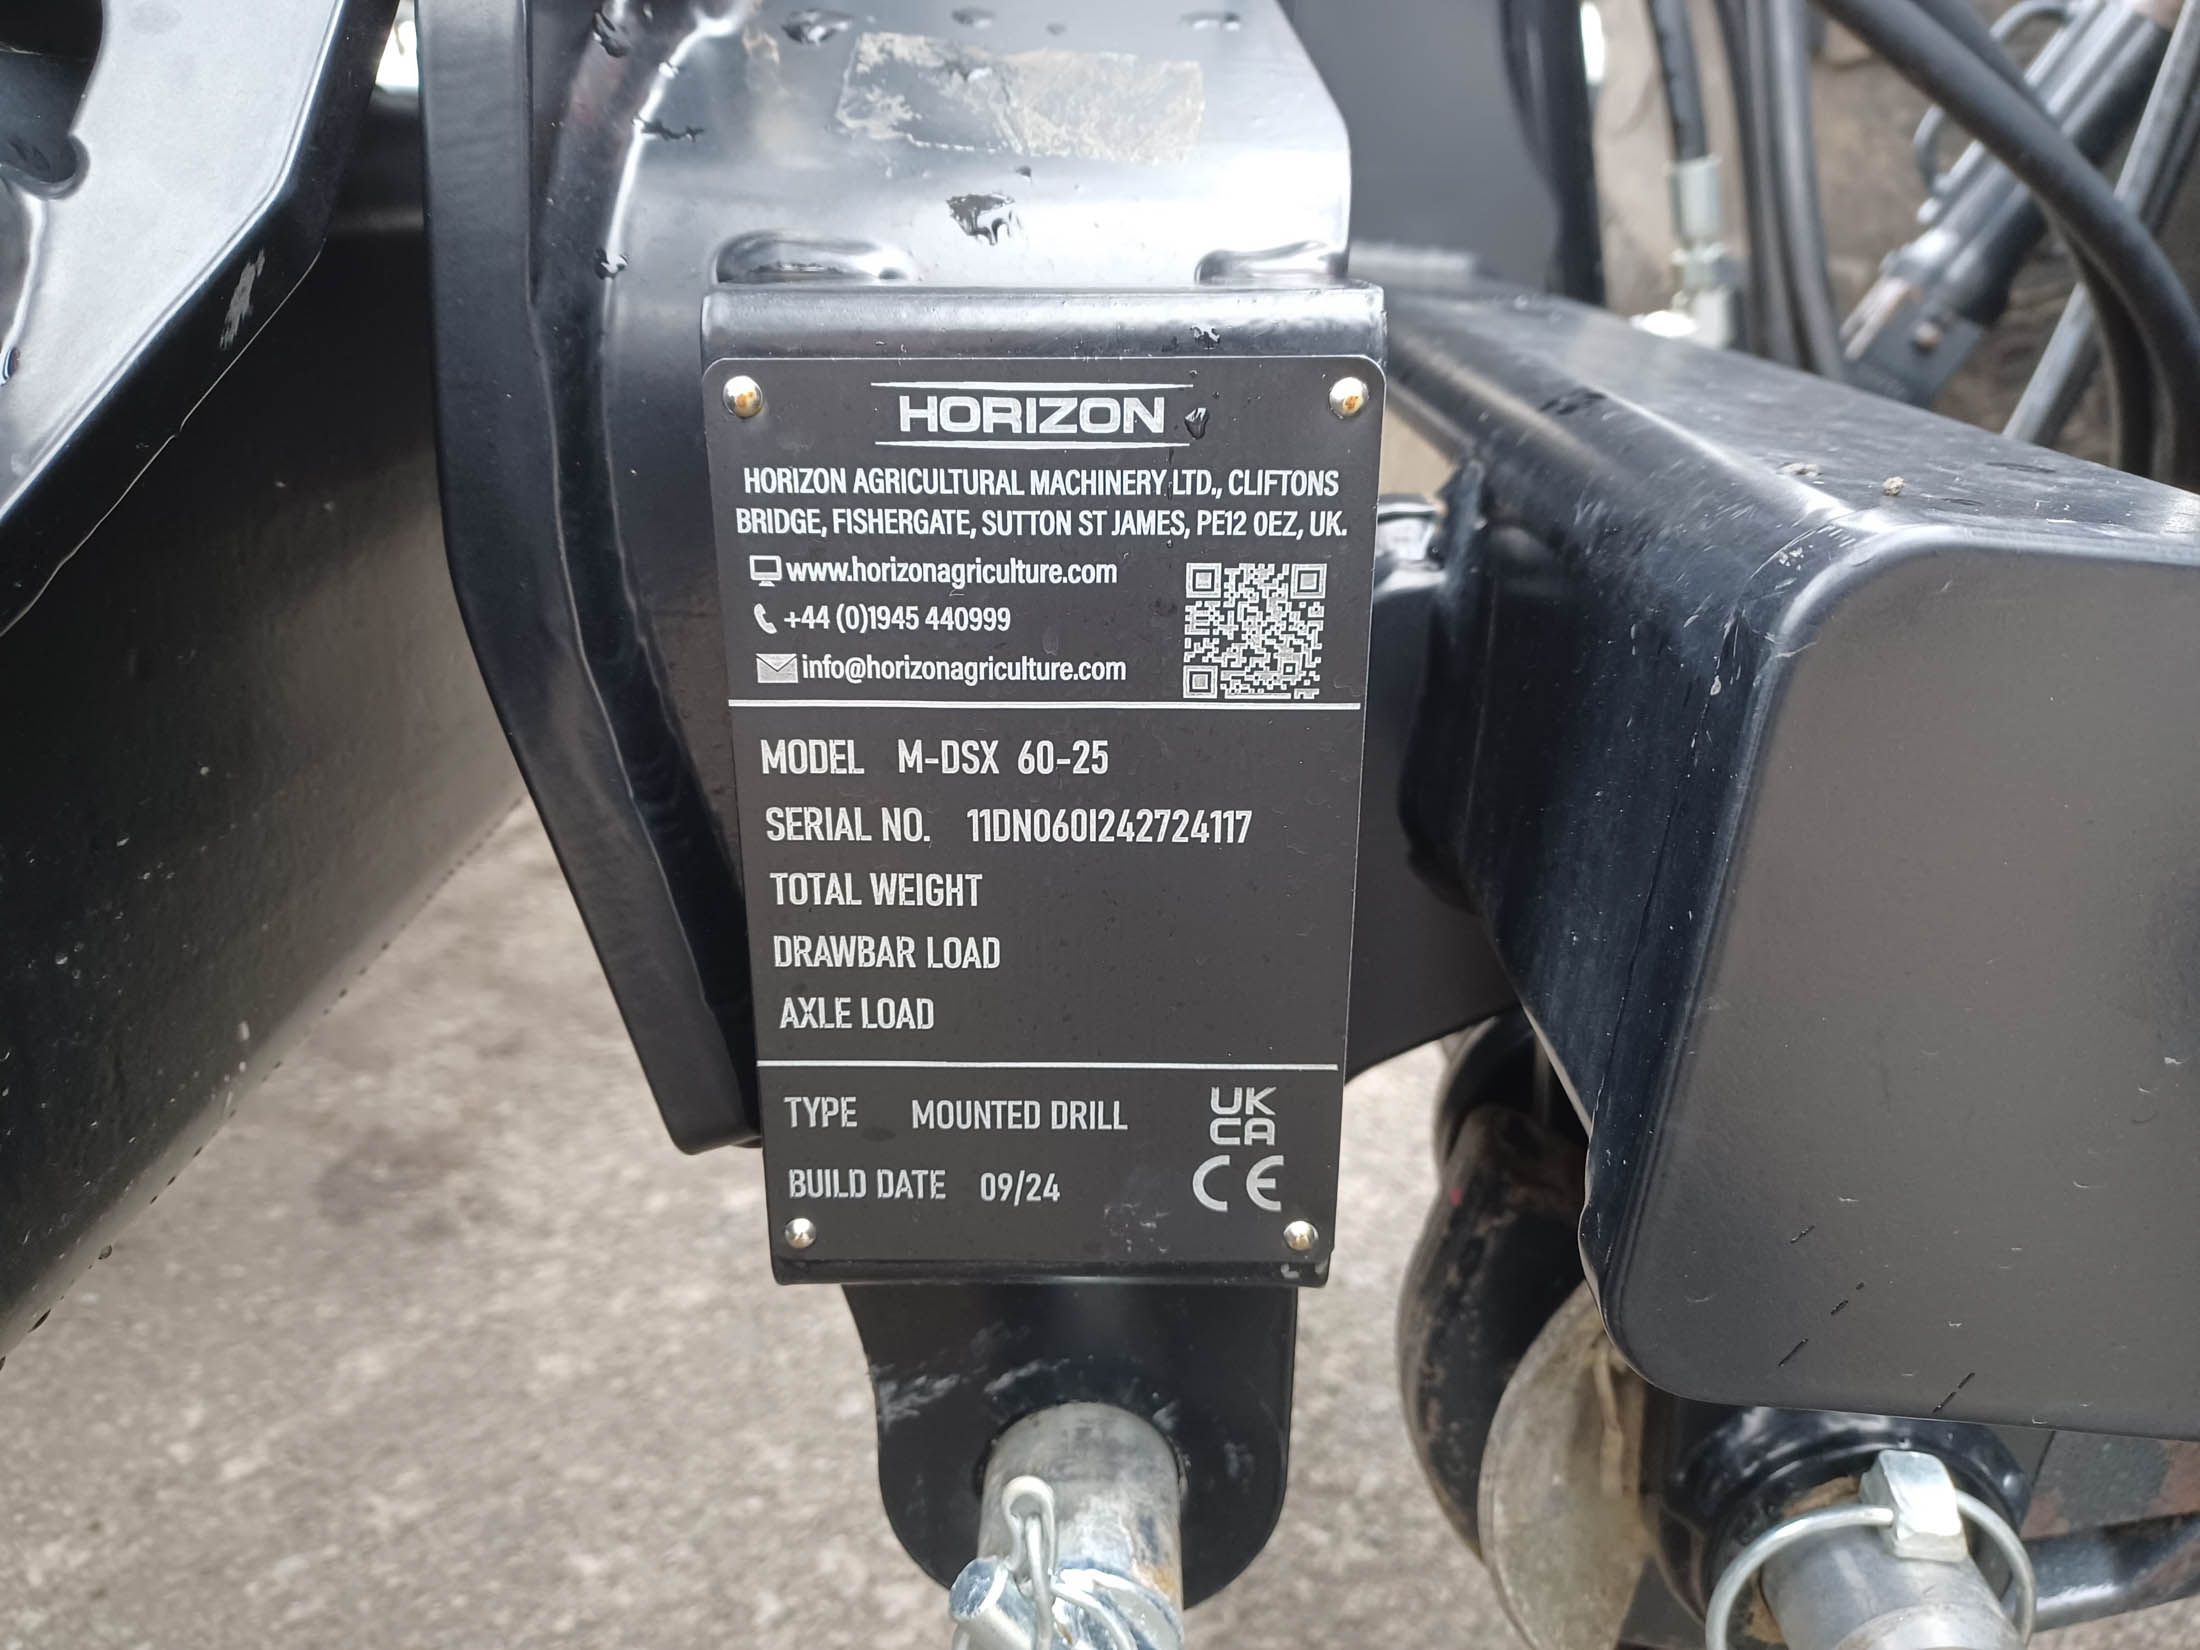 HORIZON
HORIZON AGRICULTURAL MACHINERY LTD., CLIFTONS
BRIDGE, FISHERGATE, SUTTON ST JAMES, PE12 0EZ, UK.
www.horizonagriculture.com
+44 (0)1945 440999
info@horizonagriculture.com
MODEL M-DSX 60-25
SERIAL NO. 11DN060I242724117
TOTAL WEIGHT
DRAWBAR LOAD
AXLE LOAD
TYPE MOUNTED DRILL
UK
CA
BUILD DATE 09/24
CE